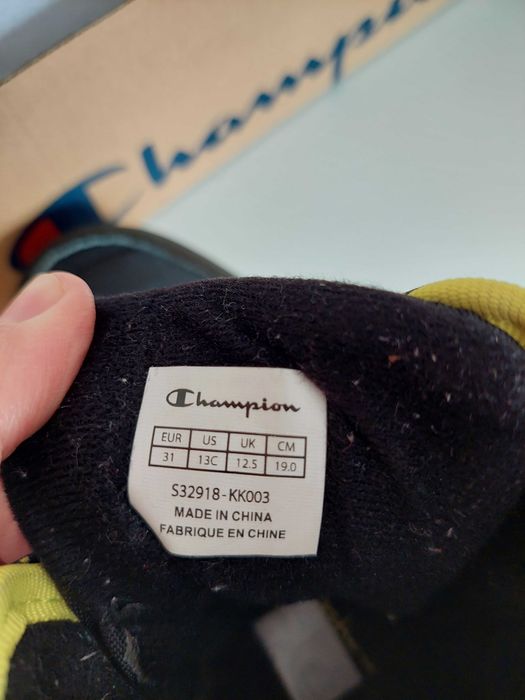 Champion
Champion
EUR US UK CM
31 13C 12.5 19.0
S32918-KK003
MADE IN CHINA
FABRIQUE EN CHINE